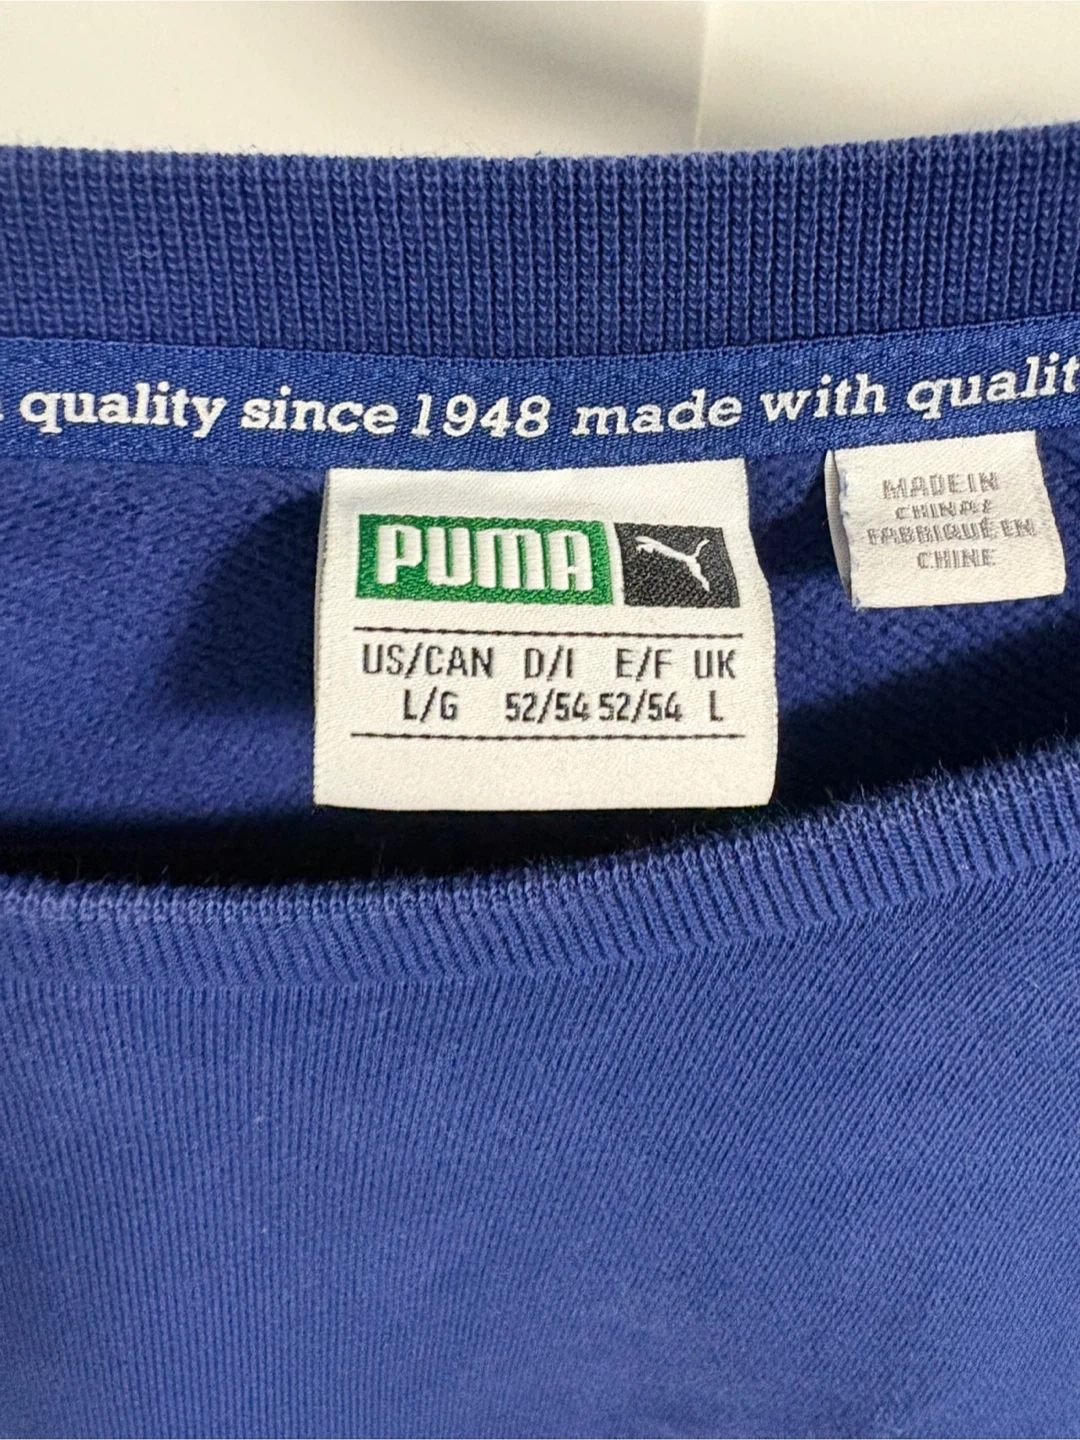 quality since 1948 made with qualit
PUMA
US/CAN D/I E/F UK
L/G 52/54 52/54 L
MADE IN
CHINA/
FABRIQUÉ EN
CHINE